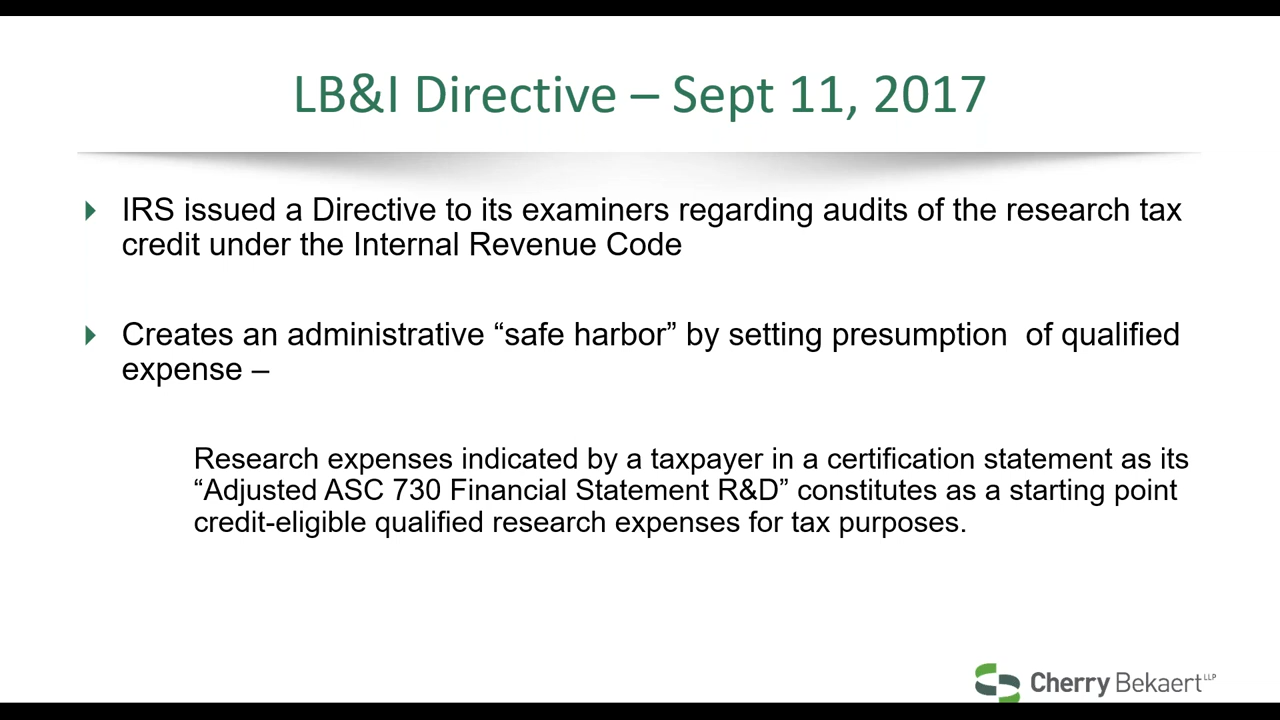 LB&I Directive – Sept 11, 2017
IRS issued a Directive to its examiners regarding audits of the research tax
credit under the Internal Revenue Code
Creates an administrative “safe harbor” by setting presumption  of qualified
expense –
Research expenses indicated by a taxpayer in a certification statement as its
“Adjusted ASC 730 Financial Statement R&D” constitutes as a starting point
credit-eligible qualified research expenses for tax purposes.
Cherry Bekaert LLP